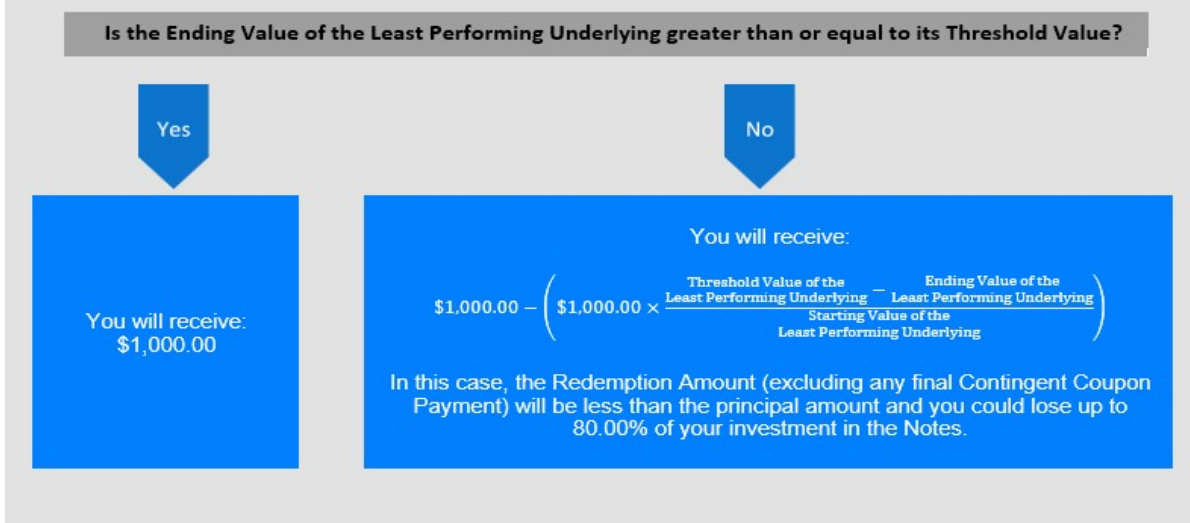 Is the Ending Value of the Least Performing Underlying greater than or equal to its Threshold Value?
Yes
No
You will receive:
$1,000.00
You will receive:
$1,000.00 − ($1,000.00 × (Threshold Value of the Least Performing Underlying − Ending Value of the Least Performing Underlying) / Starting Value of the Least Performing Underlying)
In this case, the Redemption Amount (excluding any final Contingent Coupon
Payment) will be less than the principal amount and you could lose up to
80.00% of your investment in the Notes.